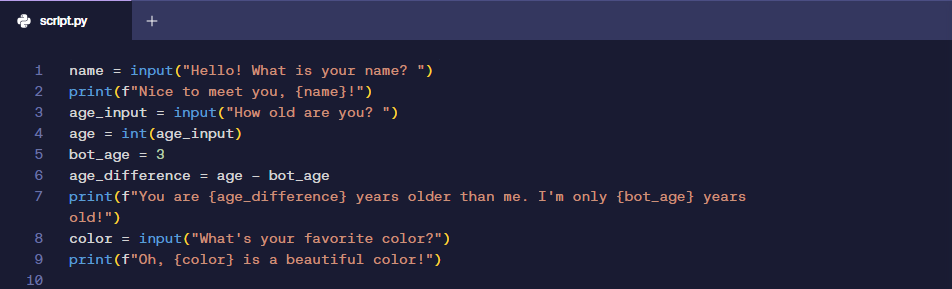 script.py +
1 name = input("Hello! What is your name? ")
2 print(f"Nice to meet you, {name}!")
3 age_input = input("How old are you? ")
4 age = int(age_input)
5 bot_age = 3
6 age_difference = age - bot_age
7 print(f"You are {age_difference} years older than me. I'm only {bot_age} years
old!")
8 color = input("What's your favorite color?")
9 print(f"Oh, {color} is a beautiful color!")
10